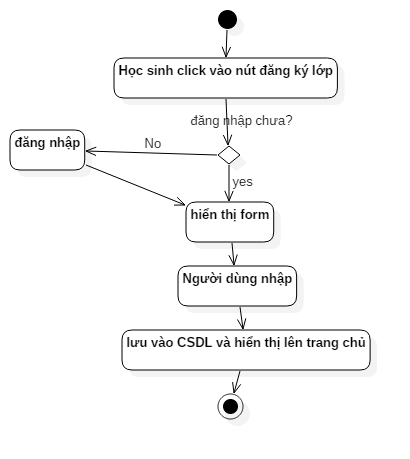 Học sinh click vào nút đăng ký lớp
đăng nhập chưa?
No
đăng nhập
yes
hiển thị form
Người dùng nhập
lưu vào CSDL và hiển thị lên trang chủ